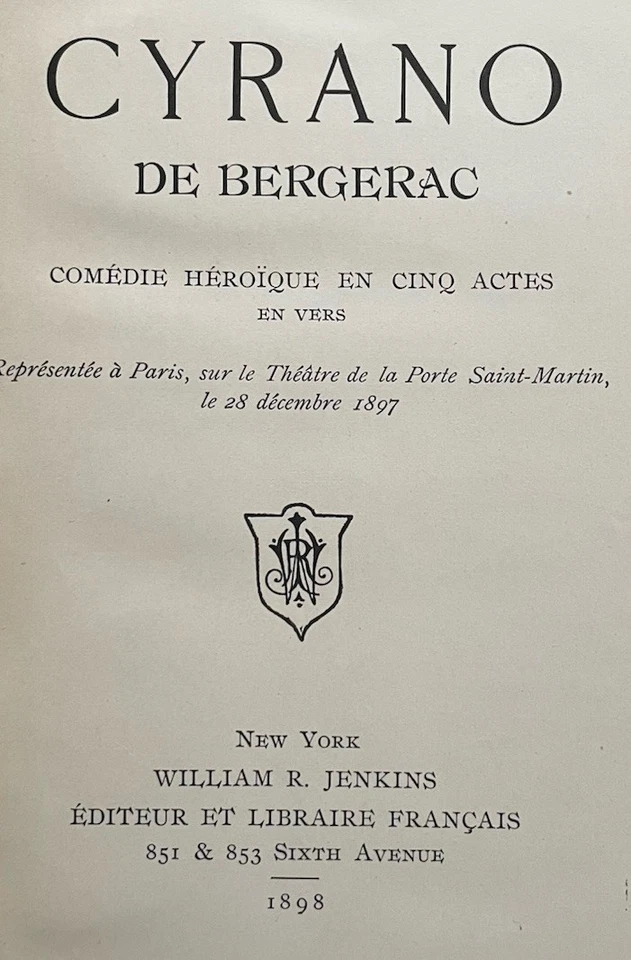 CYRANO
DE BERGERAC
COMÉDIE HÉROÏQUE EN CINQ ACTES
EN VERS
Représentée à Paris, sur le Théâtre de la Porte Saint-Martin,
le 28 décembre 1897
New York
WILLIAM R. JENKINS
ÉDITEUR ET LIBRAIRE FRANÇAIS
851 & 853 Sixth Avenue
1898